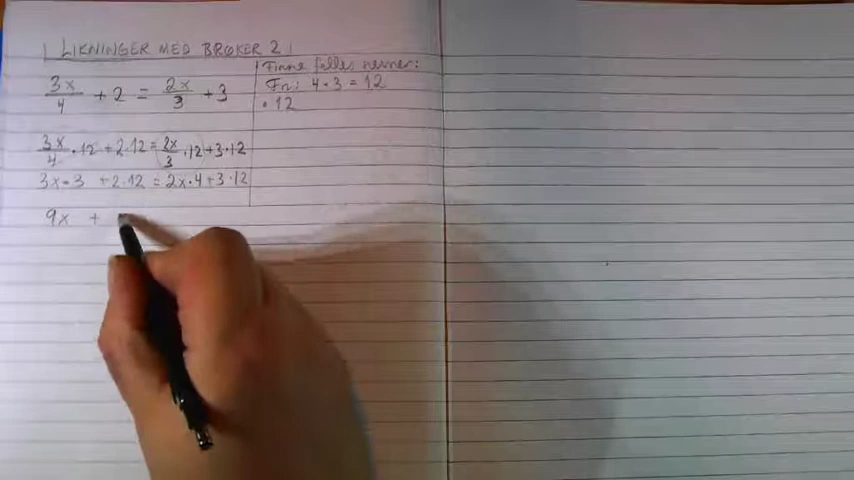 LIKNINGER MED BRØKER 2
3x/4 + 2 = 2x/3 + 3
3x/4 · 12 + 2·12 = 2x/3 · 12 + 3·12
3x·3 + 2·12 = 2x·4 + 3·12
9x +
Finne felles nevner:
Fn: 4·3 = 12
· 12